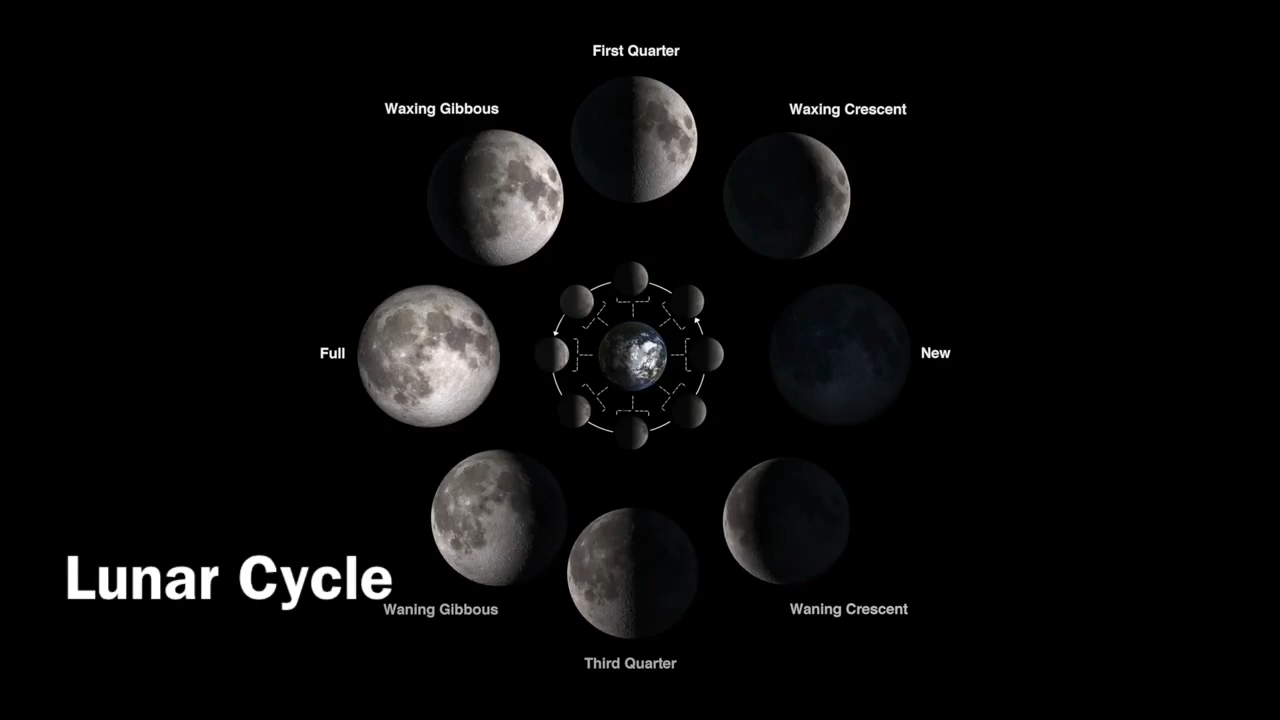 First Quarter
Waxing Gibbous
Waxing Crescent
Full
New
Lunar Cycle
Waning Gibbous
Waning Crescent
Third Quarter